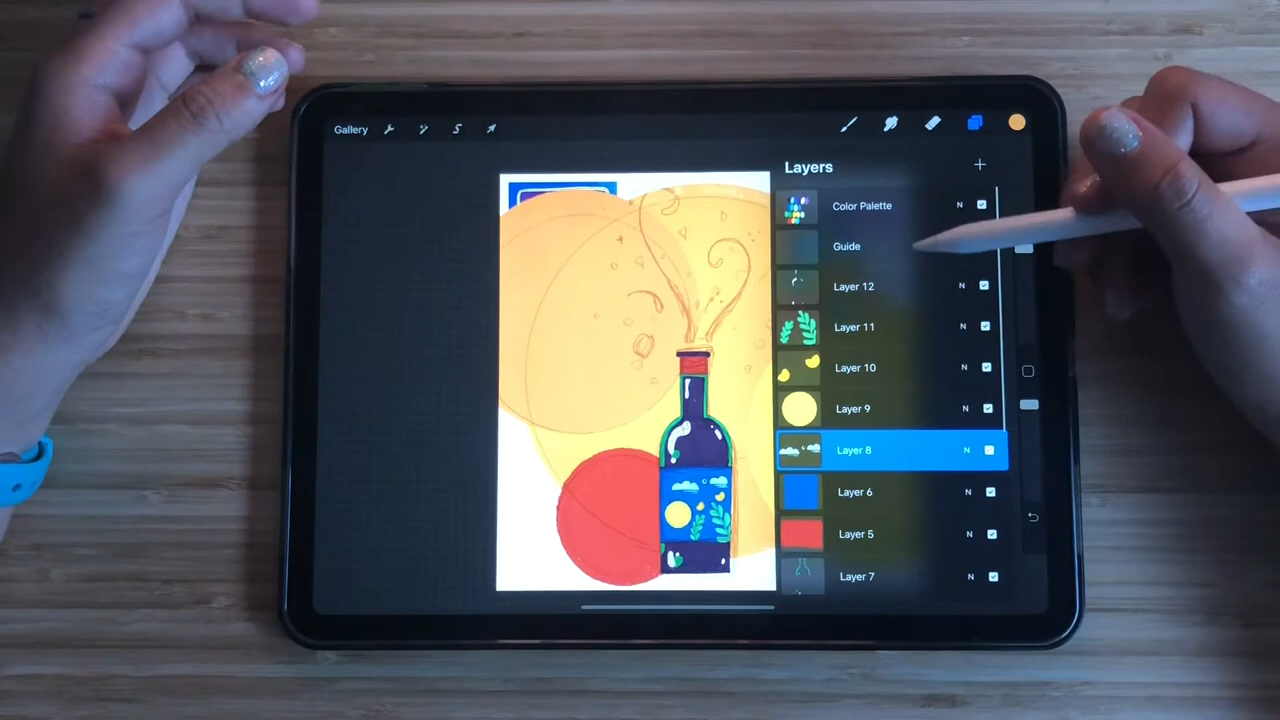 Gallery
Layers
Color Palette N
Guide
Layer 12 N
Layer 11 N
Layer 10 N
Layer 9 N
Layer 8 N
Layer 6 N
Layer 5 N
Layer 7 N